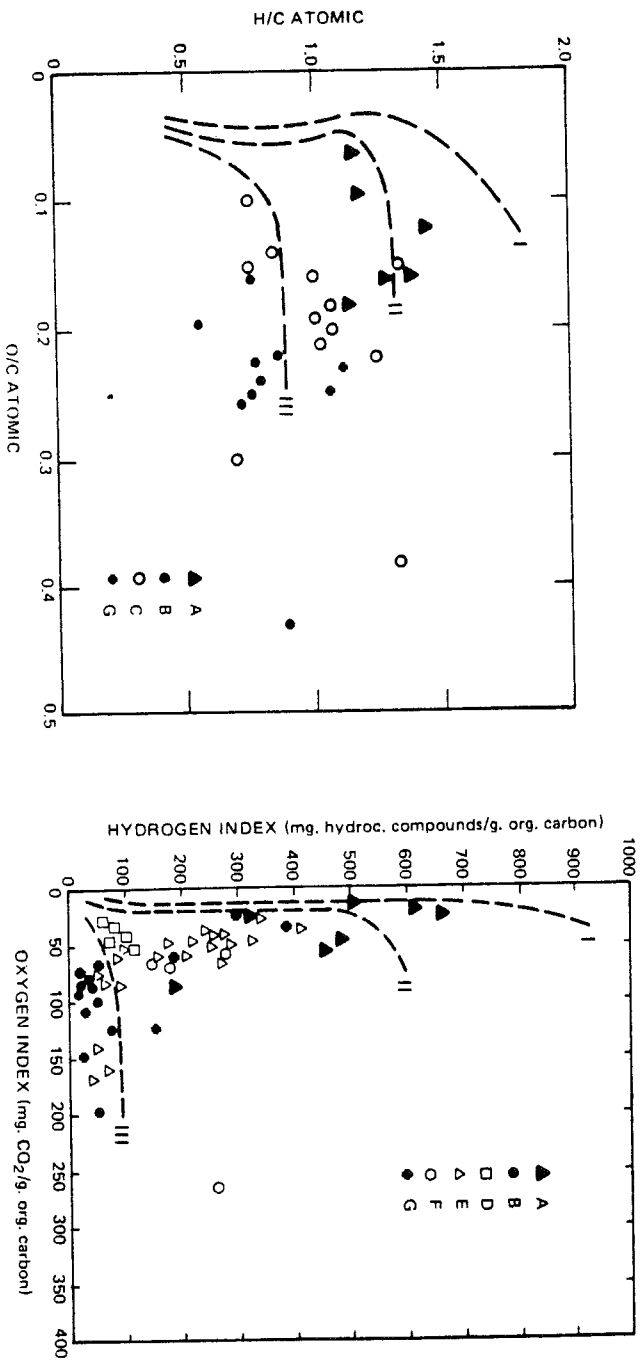 H/C ATOMIC
2.0
1.5
1.0
0.5
0
0.1
0.2
0.3
0.4
0.5
O/C ATOMIC
I
II
III
A
B
C
G
HYDROGEN INDEX (mg. hydroc. compounds/g. org. carbon)
1000
900
800
700
600
500
400
300
200
100
0
50
100
150
200
250
300
350
400
OXYGEN INDEX (mg. CO2/g. org. carbon)
I
II
III
A
B
D
E
F
G